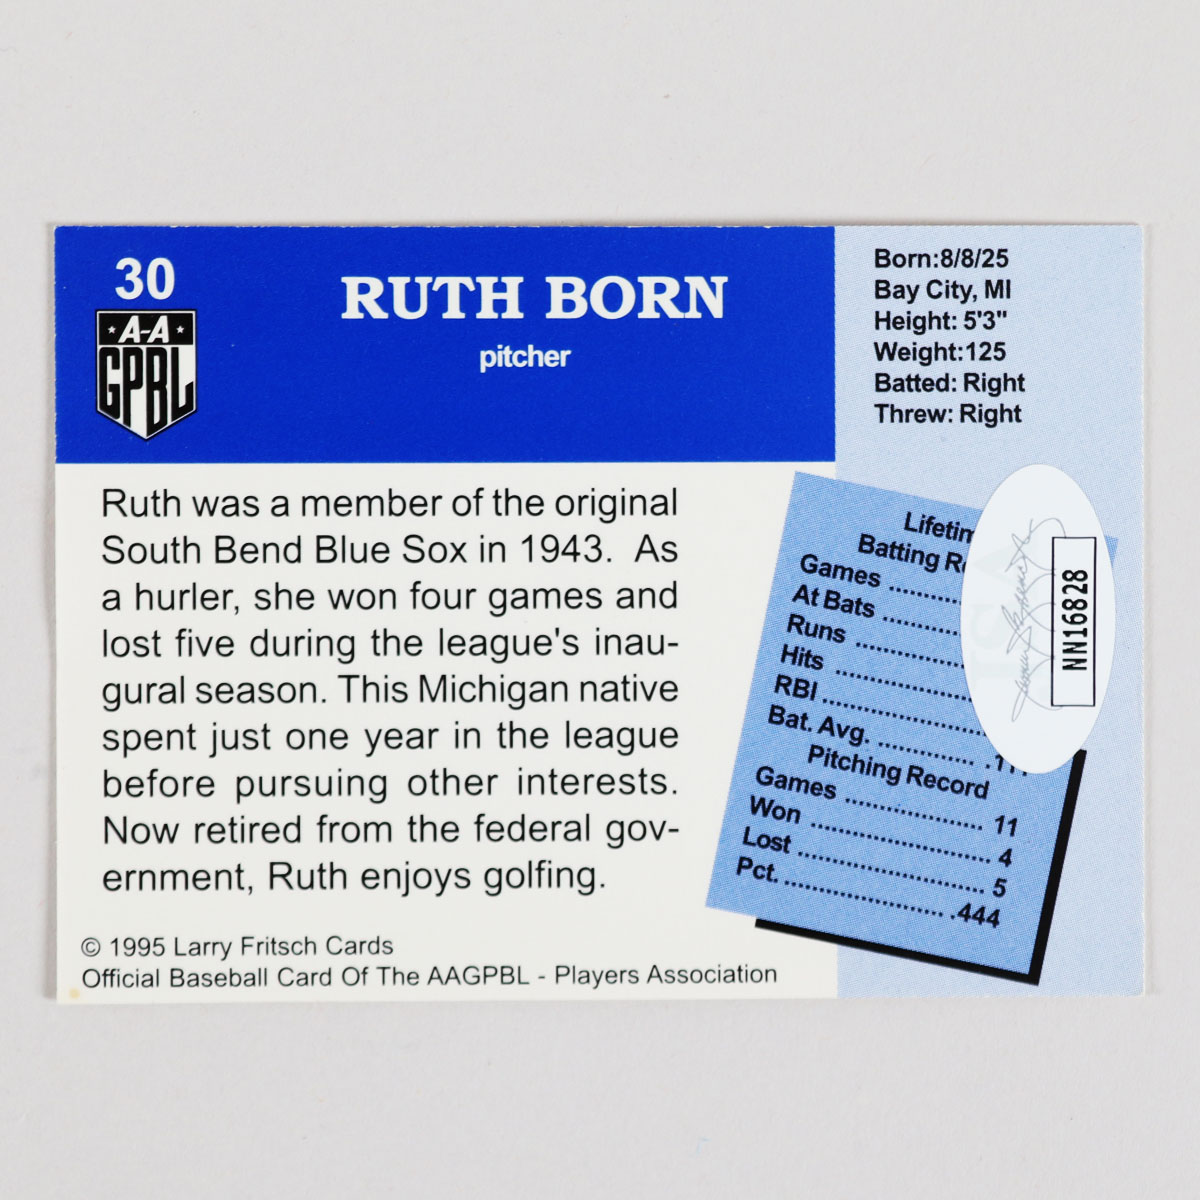 30
A-A
GPBL
RUTH BORN
pitcher
Born:8/8/25
Bay City, MI
Height: 5'3"
Weight:125
Batted: Right
Threw: Right
Ruth was a member of the original
South Bend Blue Sox in 1943.  As
a hurler, she won four games and
lost five during the league's inau-
gural season. This Michigan native
spent just one year in the league
before pursuing other interests.
Now retired from the federal gov-
ernment, Ruth enjoys golfing.
Batting
Games ..........
At Bats ..........
Runs ...............
Hits ..................
RBI ....................
Bat. Avg. ..............
Pitching Record
Games .................... 11
Won .......................... 4
Lost ........................... 5
Pct. ........................ .444
NN16828
© 1995 Larry Fritsch Cards
Official Baseball Card Of The AAGPBL - Players Association